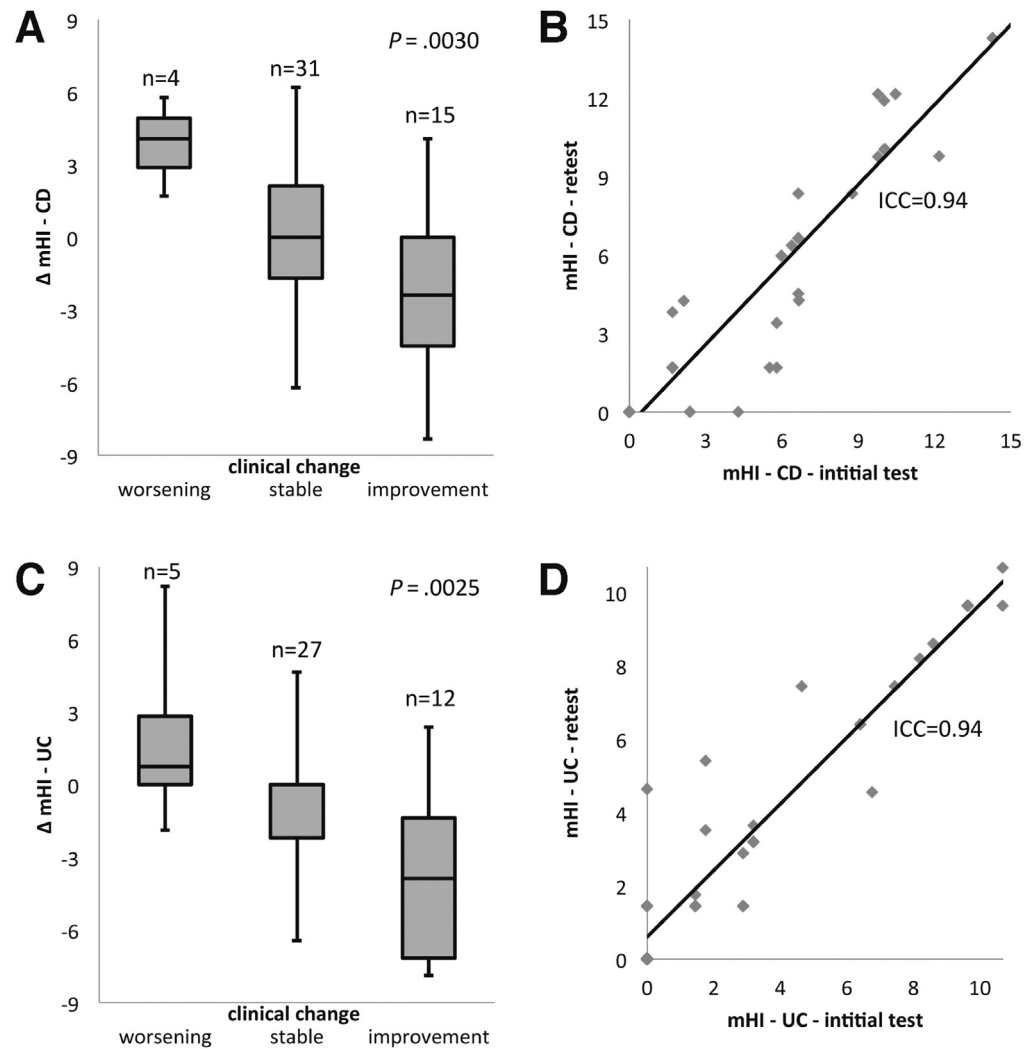 A
9
6
3
0
-3
-6
-9
Δ mHI - CD
P = .0030
n=4
n=31
n=15
clinical change
worsening stable improvement
B
15
12
9
6
3
0
mHI - CD - retest
ICC=0.94
0 3 6 9 12 15
mHI - CD - intitial test
C
9
6
3
0
-3
-6
-9
Δ mHI - UC
P = .0025
n=5
n=27
n=12
clinical change
worsening stable improvement
D
10
8
6
4
2
0
mHI - UC - retest
ICC=0.94
0 2 4 6 8 10
mHI - UC - intitial test